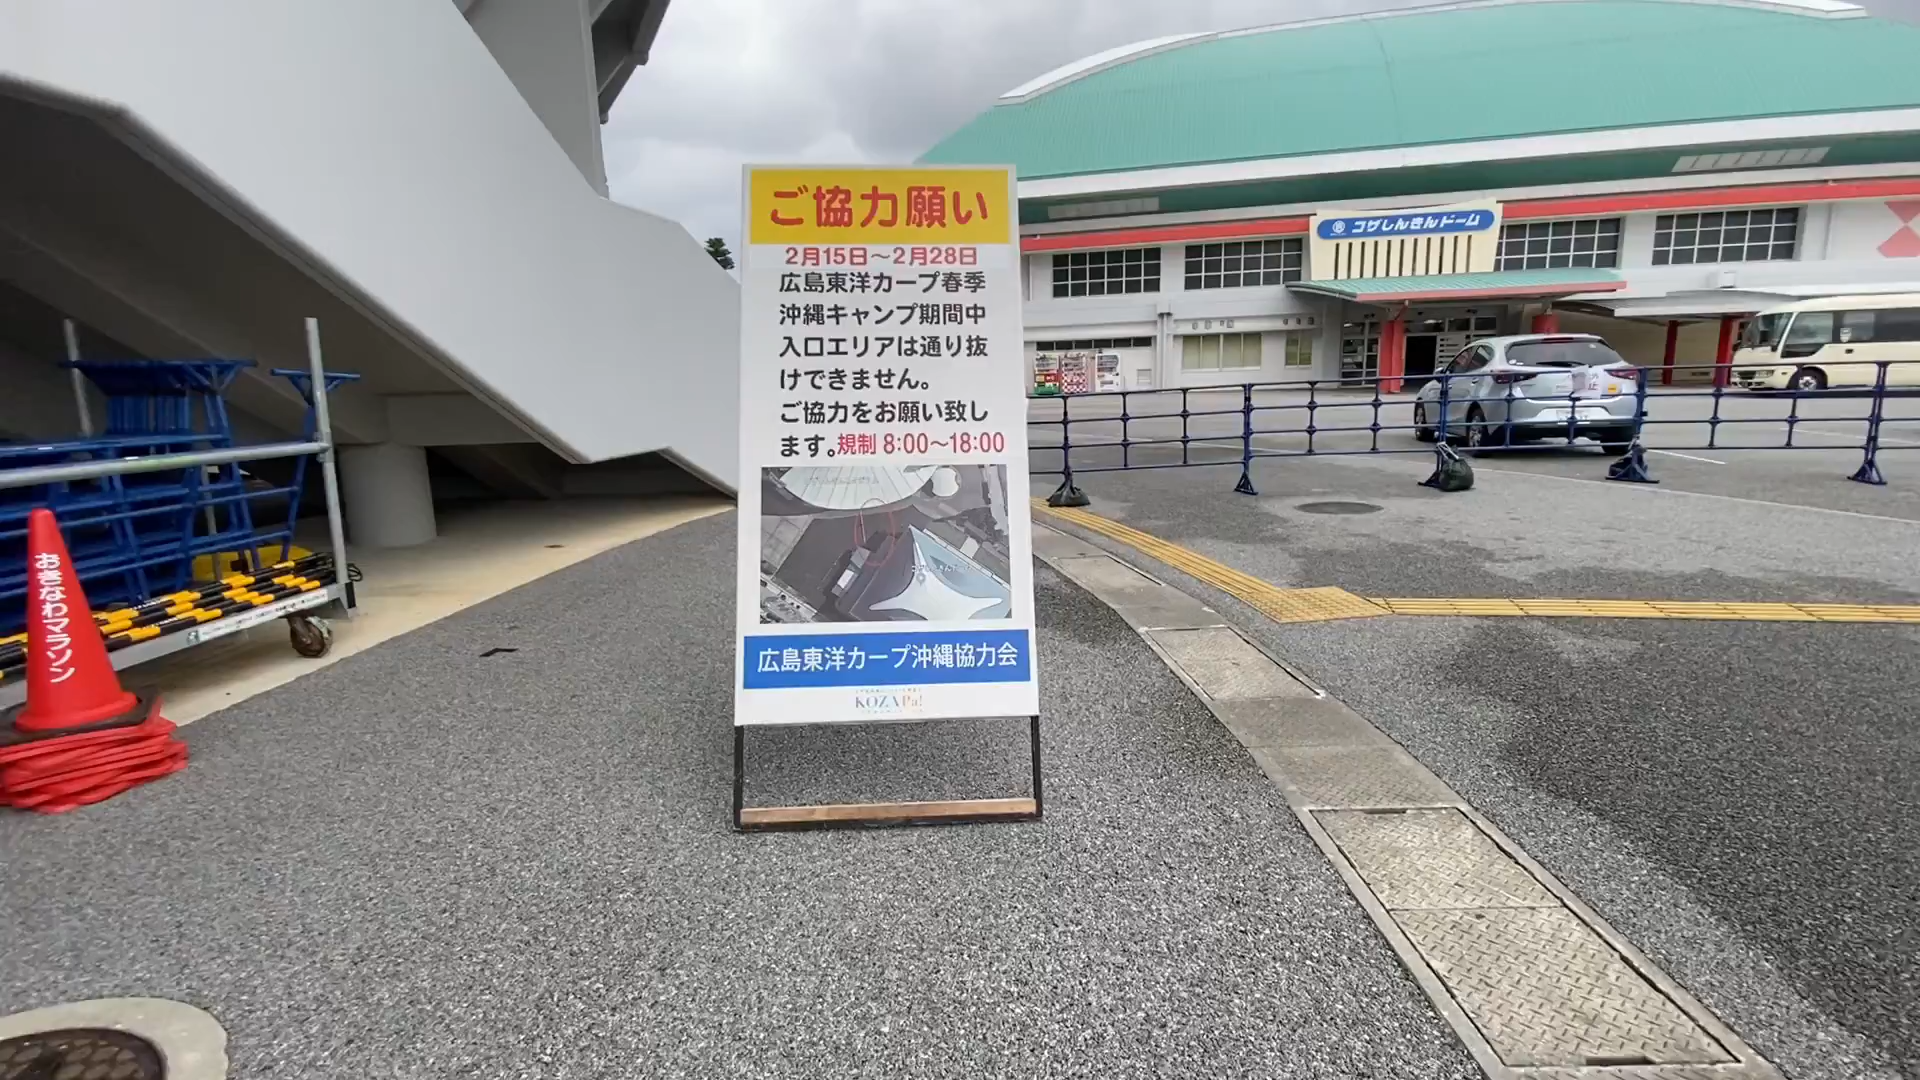 ご協力願い
2月15日～2月28日
広島東洋カープ春季
沖縄キャンプ期間中
入口エリアは通り抜
けできません。
ご協力をお願い致し
ます。規制 8:00～18:00
広島東洋カープ沖縄協力会
KOZAPa!
コザしんきんドーム
おきなわマラソン